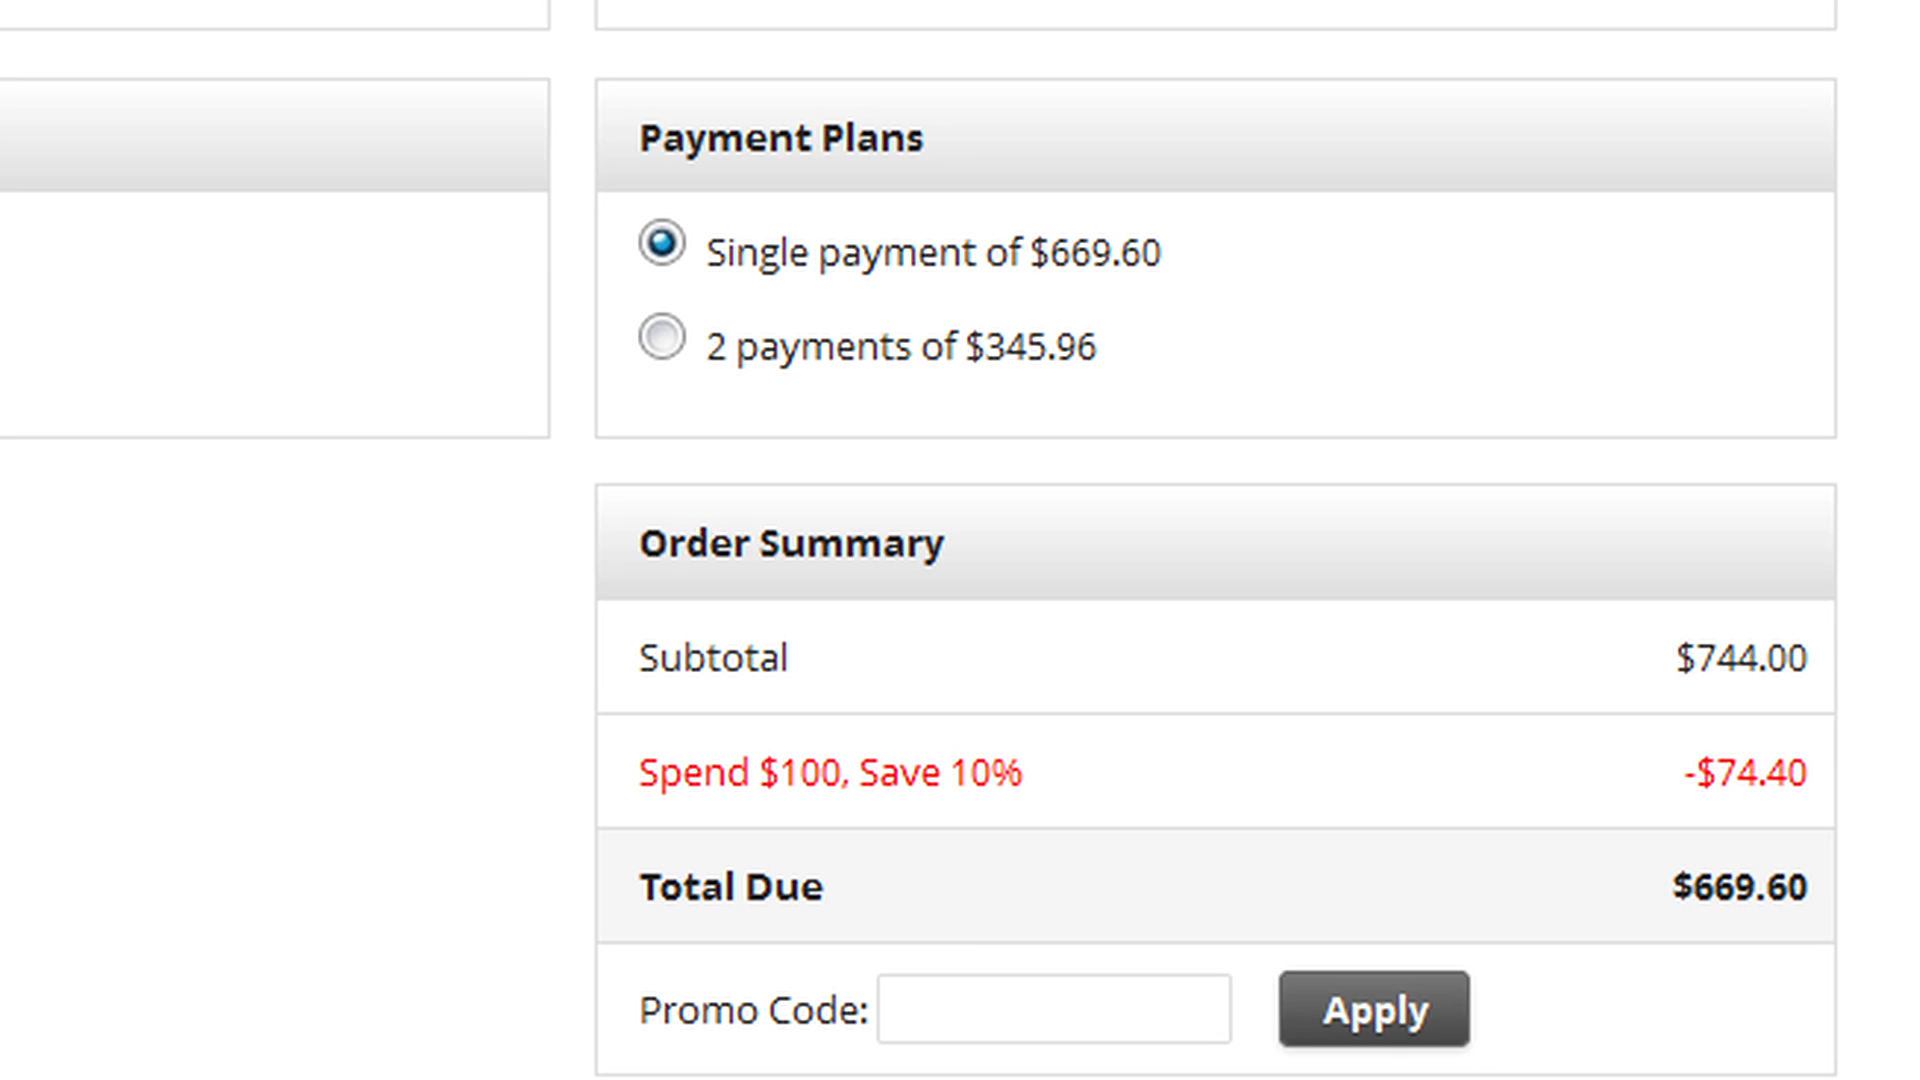 Payment Plans
Single payment of $669.60
2 payments of $345.96
Order Summary
Subtotal $744.00
Spend $100, Save 10% -$74.40
Total Due $669.60
Promo Code: Apply